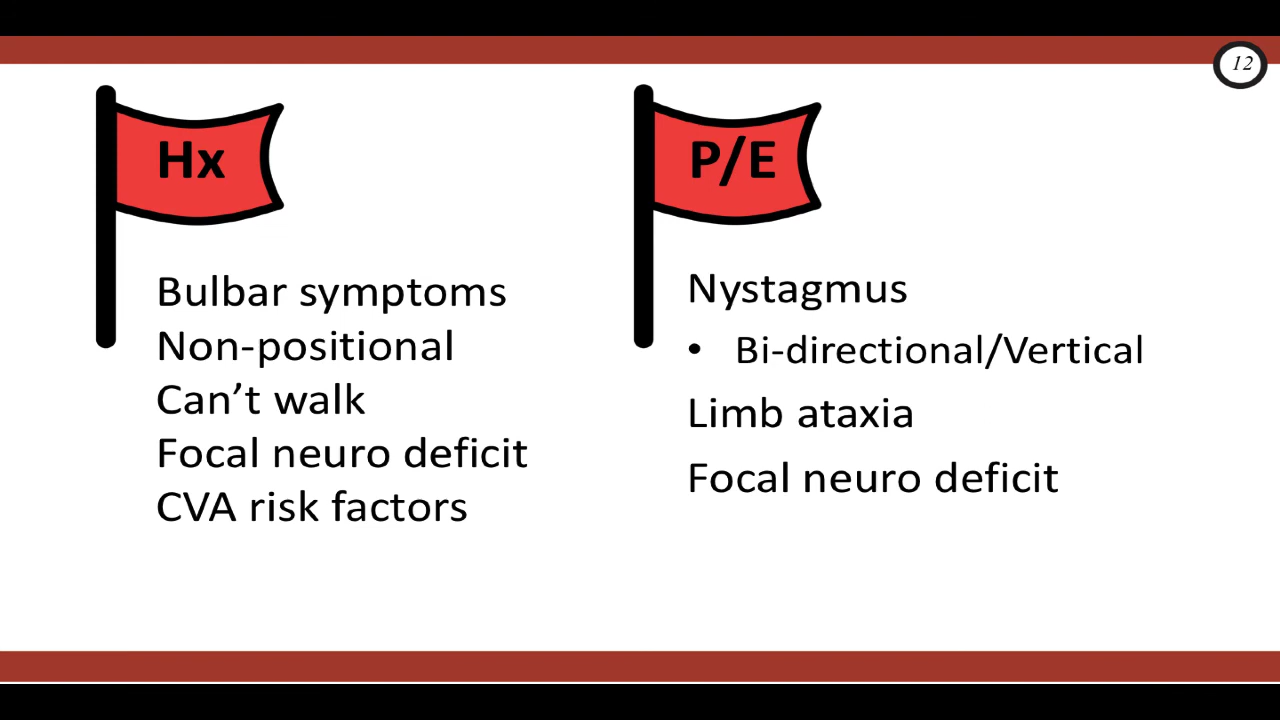 12
Hx
Bulbar symptoms
Non-positional
Can’t walk
Focal neuro deficit
CVA risk factors
P/E
Nystagmus
• Bi-directional/Vertical
Limb ataxia
Focal neuro deficit